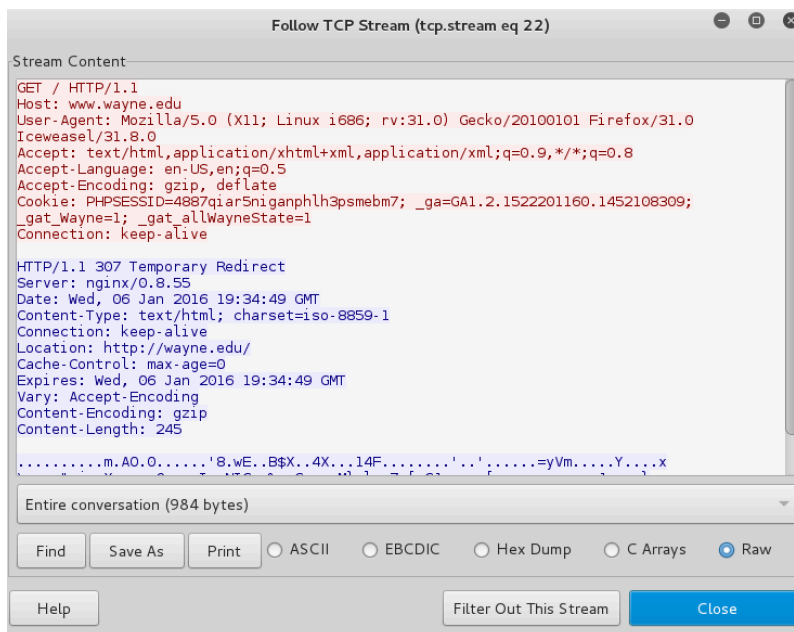 Follow TCP Stream (tcp.stream eq 22)
Stream Content
GET / HTTP/1.1
Host: www.wayne.edu
User-Agent: Mozilla/5.0 (X11; Linux i686; rv:31.0) Gecko/20100101 Firefox/31.0
Iceweasel/31.8.0
Accept: text/html,application/xhtml+xml,application/xml;q=0.9,*/*;q=0.8
Accept-Language: en-US,en;q=0.5
Accept-Encoding: gzip, deflate
Cookie: PHPSESSID=4887qiar5niganphlh3psmebm7; _ga=GA1.2.1522201160.1452108309;
_gat_Wayne=1; _gat_allWayneState=1
Connection: keep-alive
HTTP/1.1 307 Temporary Redirect
Server: nginx/0.8.55
Date: Wed, 06 Jan 2016 19:34:49 GMT
Content-Type: text/html; charset=iso-8859-1
Connection: keep-alive
Location: http://wayne.edu/
Cache-Control: max-age=0
Expires: Wed, 06 Jan 2016 19:34:49 GMT
Vary: Accept-Encoding
Content-Encoding: gzip
Content-Length: 245
..........m.AO.0......'8.wE..B$X..4X...14F........'..'......=yVm.....Y....x
Entire conversation (984 bytes)
Find Save As Print ASCII EBCDIC Hex Dump C Arrays Raw
Help Filter Out This Stream Close